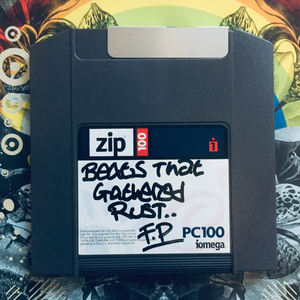 zip
100
i
BEATS THAT
GATHERED
RUST..
F.P
PC100
iomega